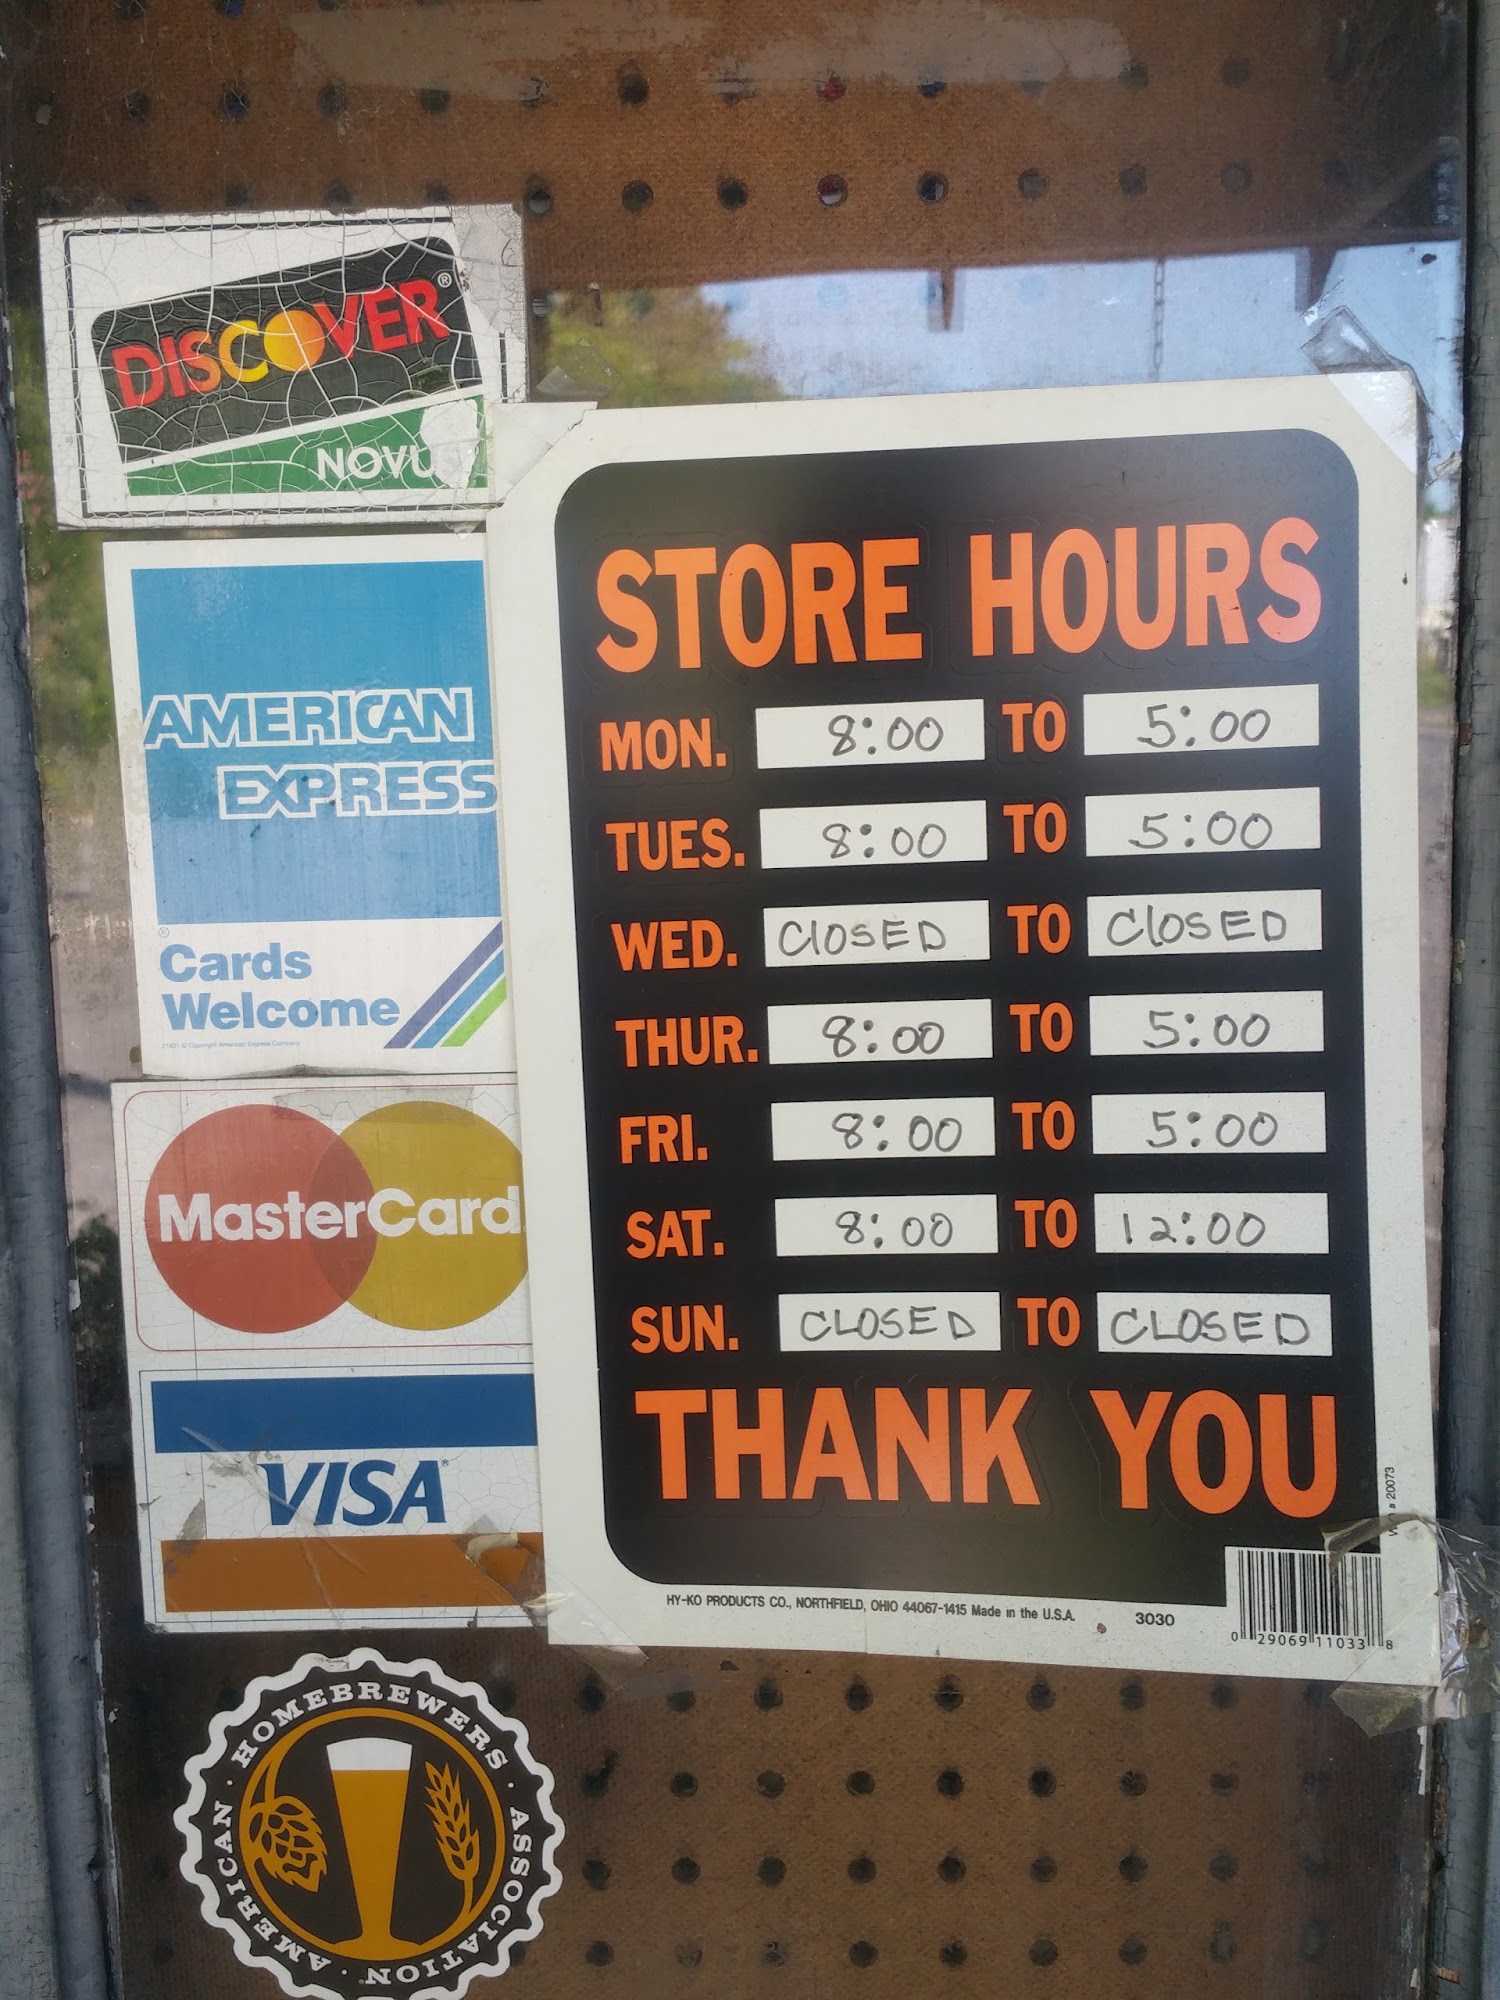 DISCOVER®
NOVUS
AMERICAN
EXPRESS
®
Cards
Welcome
MasterCard
VISA
AMERICAN · HOMEBREWERS · ASSOCIATION ·
STORE HOURS
MON. 8:00 TO 5:00
TUES. 8:00 TO 5:00
WED. ClOSED TO ClOSED
THUR. 8:00 TO 5:00
FRI. 8:00 TO 5:00
SAT. 8:00 TO 12:00
SUN. CLOSED TO CLOSED
THANK YOU
# 20073
HY-KO PRODUCTS CO., NORTHFIELD, OHIO 44067-1415 Made in the U.S.A. 3030
0 29069 11033 8